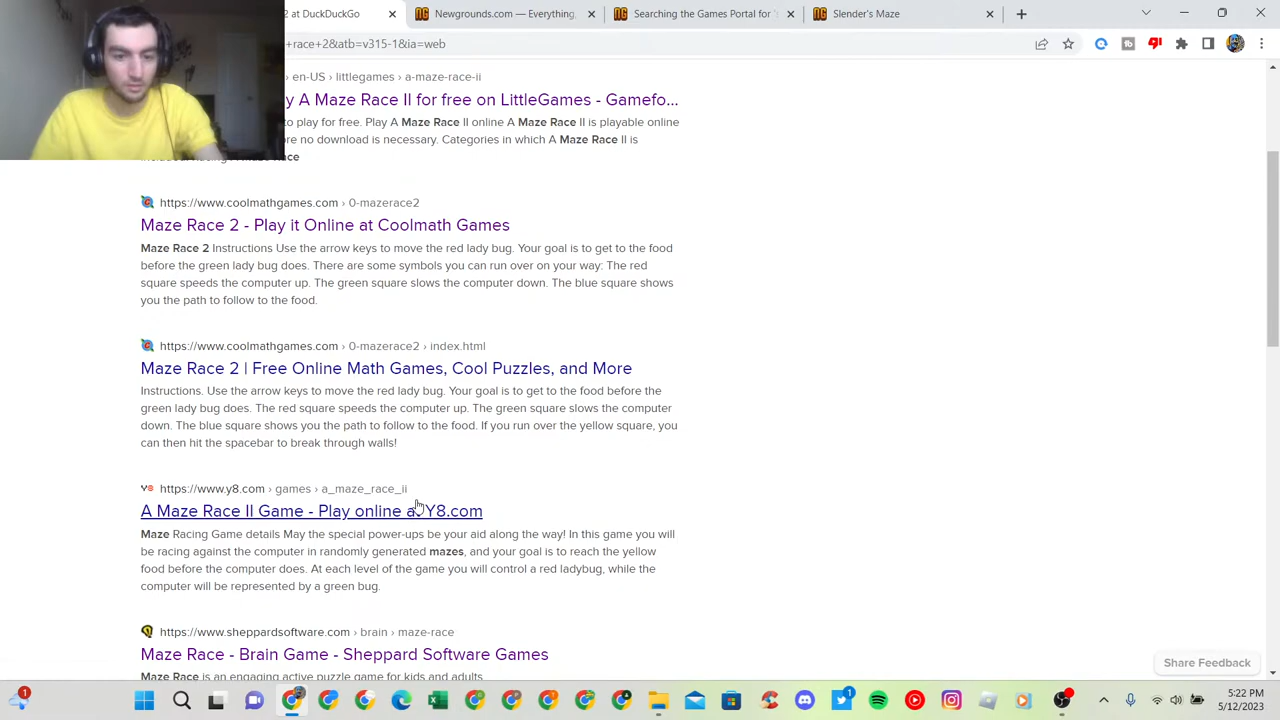 2 at DuckDuckGo
Newgrounds.com — Everything,
Searching the Games Portal for '
Slender's Maze
race+2&atb=v315-1&ia=web
› en-US › littlegames › a-maze-race-ii
y A Maze Race II for free on LittleGames - Gamefo...
to play for free. Play A Maze Race II online A Maze Race II is playable online
re no download is necessary. Categories in which A Maze Race II is
https://www.coolmathgames.com › 0-mazerace2
Maze Race 2 - Play it Online at Coolmath Games
Maze Race 2 Instructions Use the arrow keys to move the red lady bug. Your goal is to get to the food
before the green lady bug does. There are some symbols you can run over on your way: The red
square speeds the computer up. The green square slows the computer down. The blue square shows
you the path to follow to the food.
https://www.coolmathgames.com › 0-mazerace2 › index.html
Maze Race 2 | Free Online Math Games, Cool Puzzles, and More
Instructions. Use the arrow keys to move the red lady bug. Your goal is to get to the food before the
green lady bug does. The red square speeds the computer up. The green square slows the computer
down. The blue square shows you the path to follow to the food. If you run over the yellow square, you
can then hit the spacebar to break through walls!
https://www.y8.com › games › a_maze_race_ii
A Maze Race II Game - Play online at Y8.com
Maze Racing Game details May the special power-ups be your aid along the way! In this game you will
be racing against the computer in randomly generated mazes, and your goal is to reach the yellow
food before the computer does. At each level of the game you will control a red ladybug, while the
computer will be represented by a green bug.
https://www.sheppardsoftware.com › brain › maze-race
Maze Race - Brain Game - Sheppard Software Games
Maze Race is an engaging active puzzle game for kids and adults
Share Feedback
5:22 PM
5/12/2023